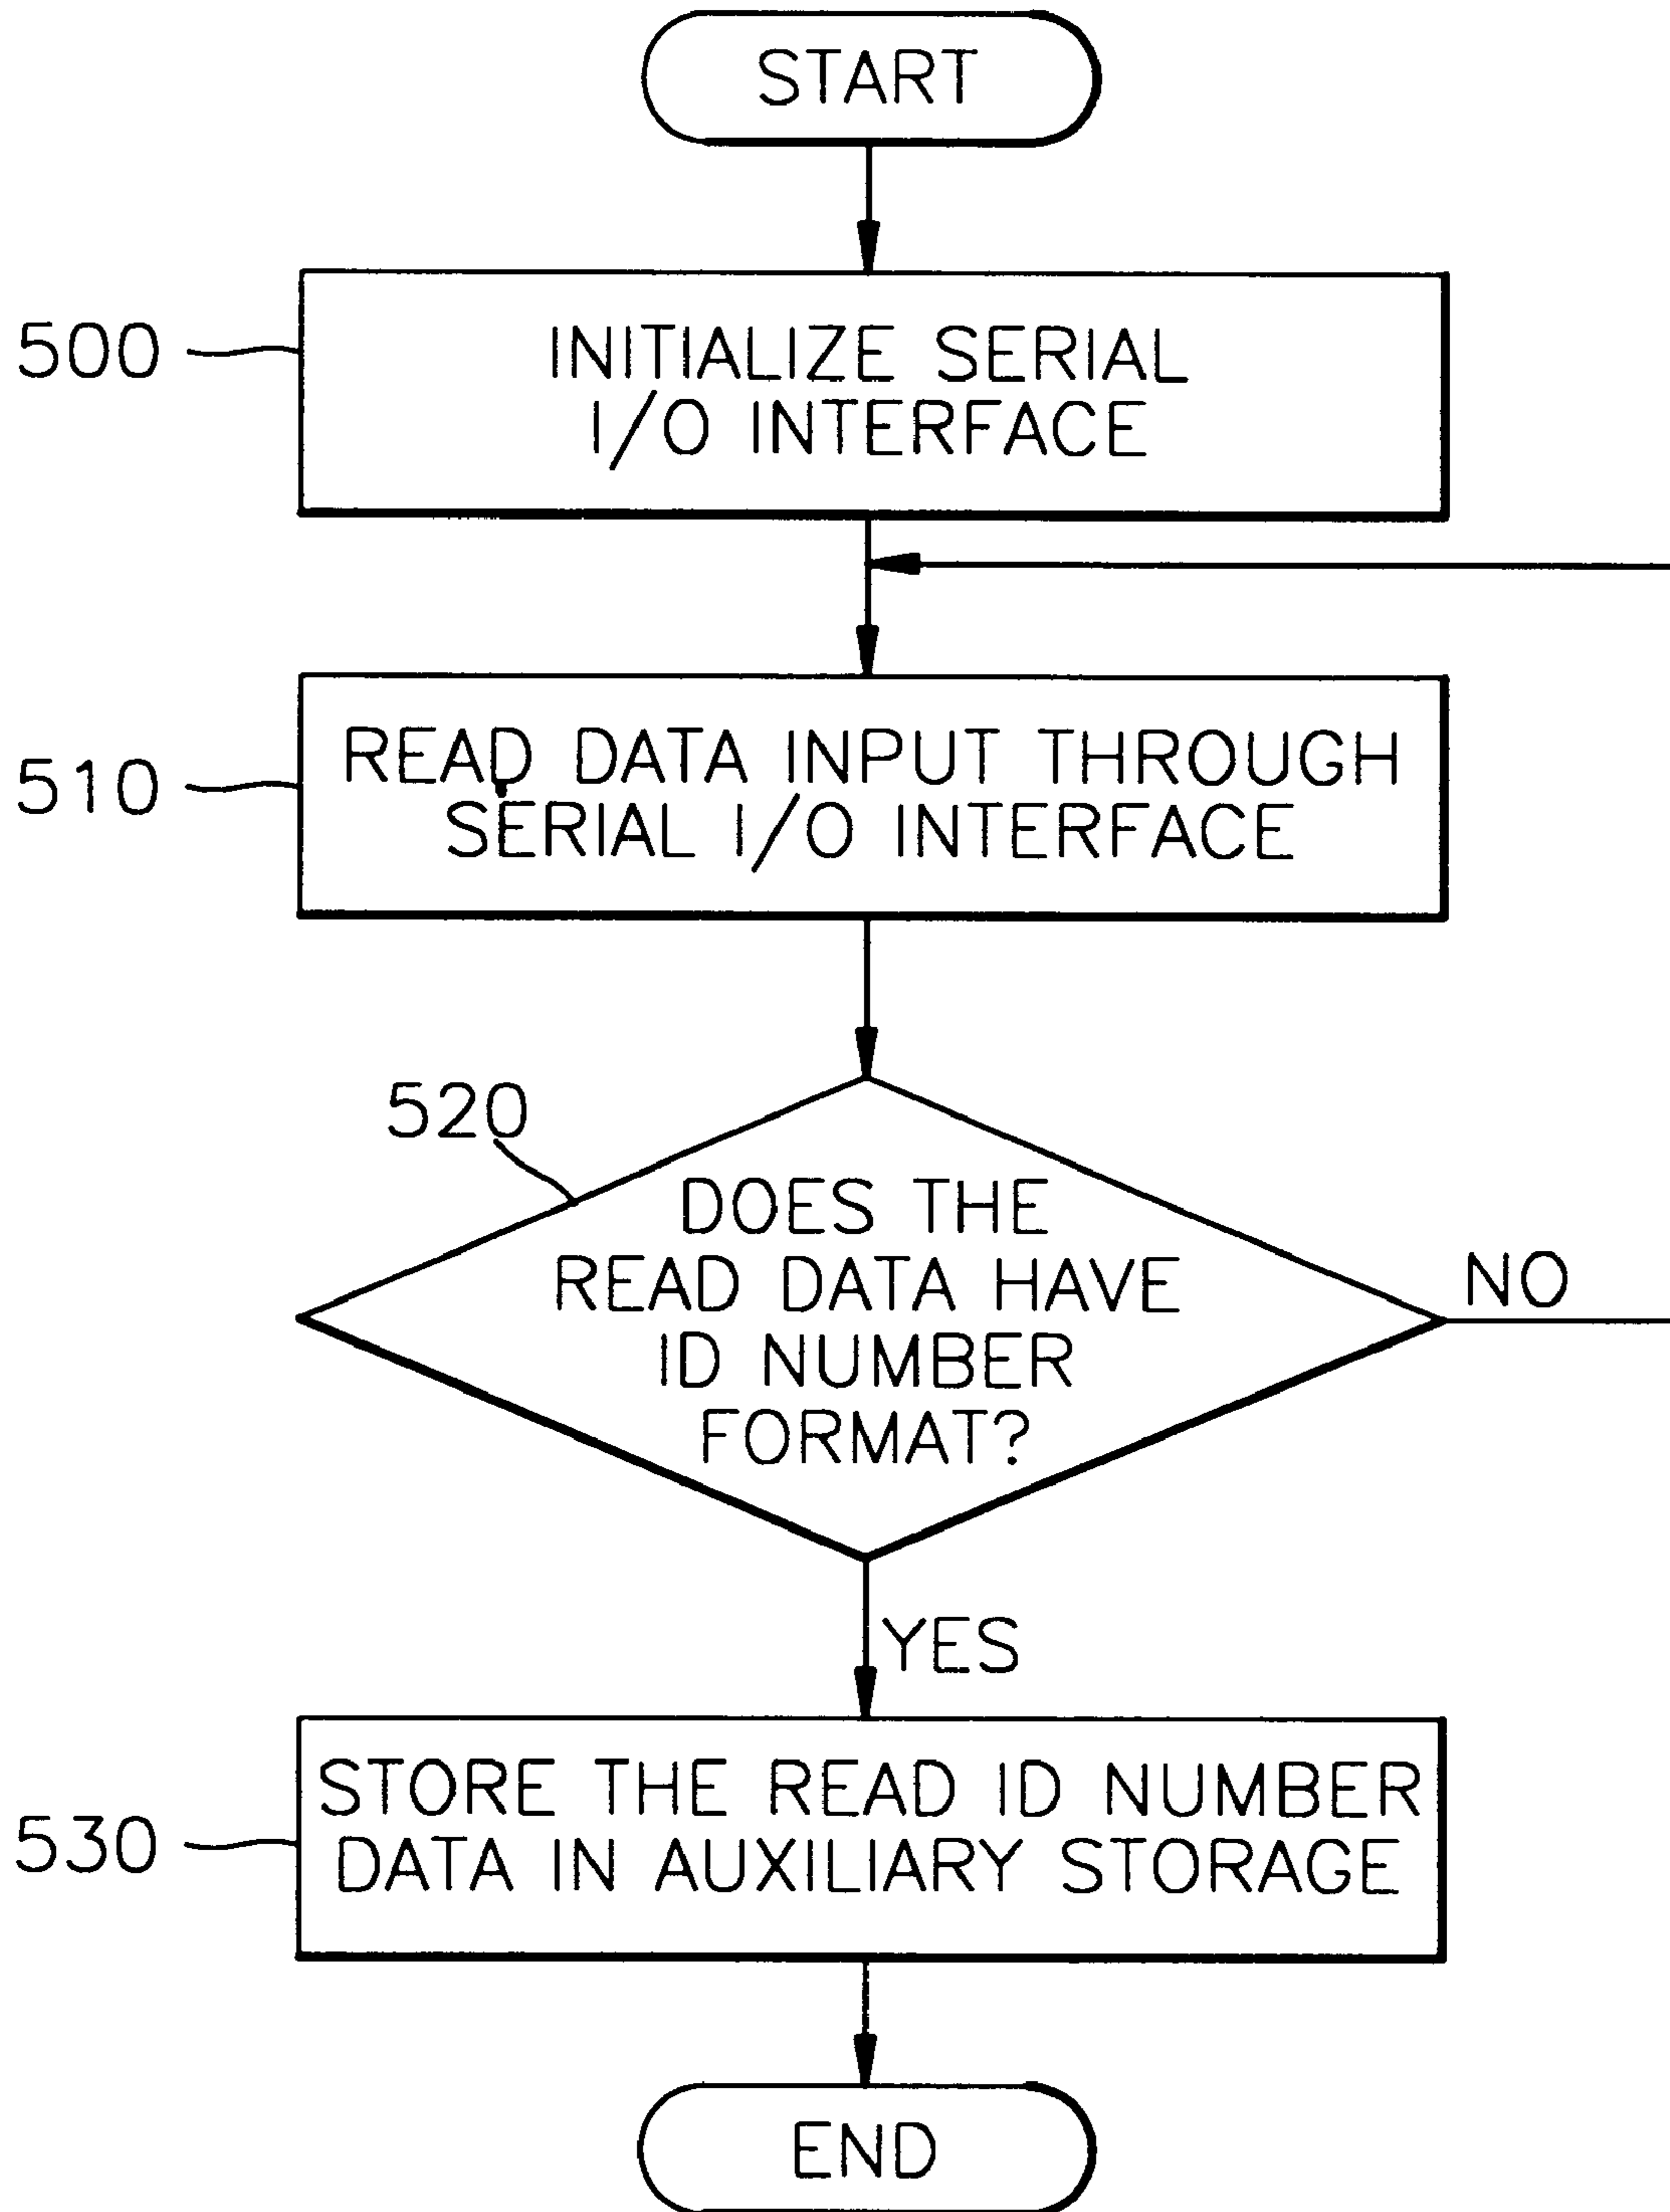 START
500
INITIALIZE SERIAL
I/O INTERFACE
510
READ DATA INPUT THROUGH
SERIAL I/O INTERFACE
520
DOES THE
READ DATA HAVE
ID NUMBER
FORMAT?
NO
YES
530
STORE THE READ ID NUMBER
DATA IN AUXILIARY STORAGE
END